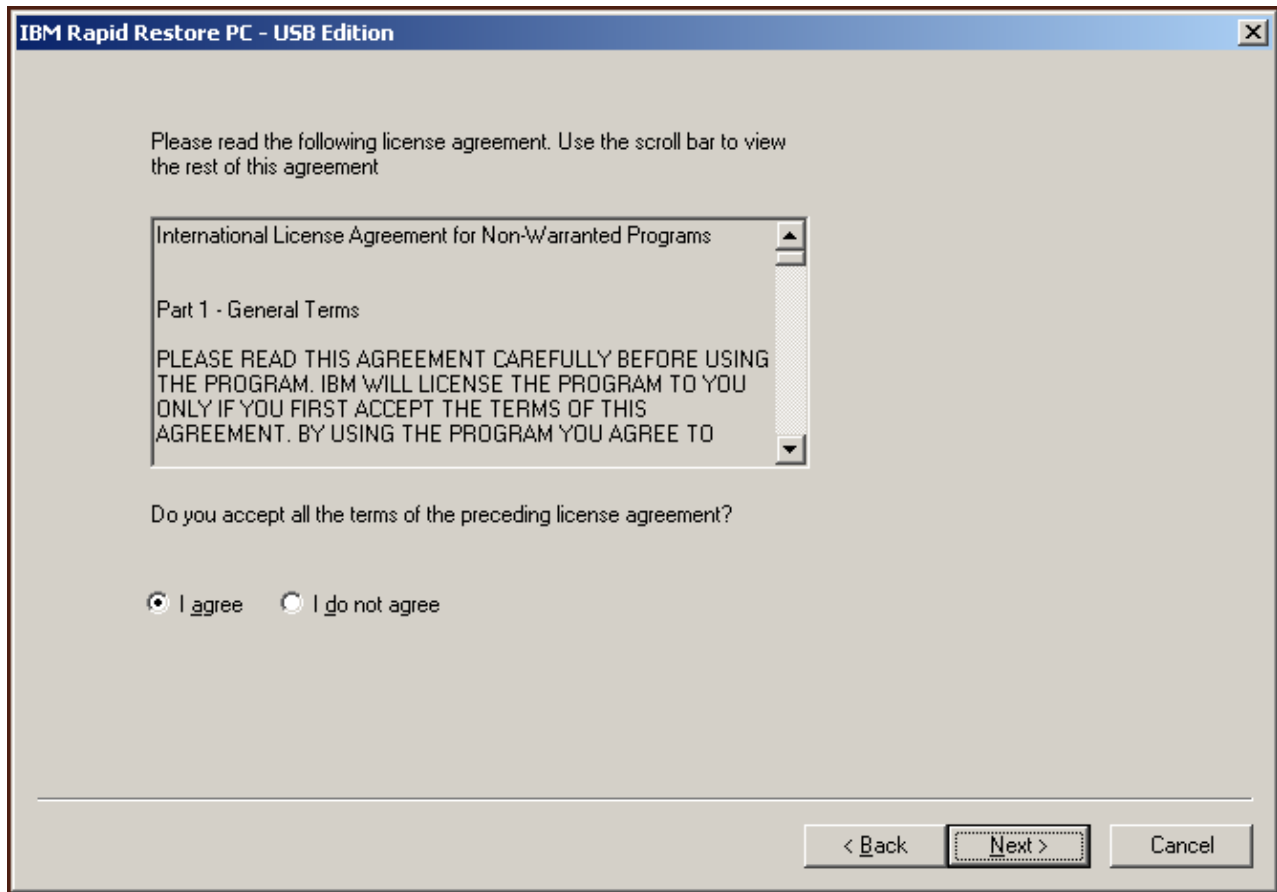 IBM Rapid Restore PC - USB Edition
Please read the following license agreement. Use the scroll bar to view
the rest of this agreement
International License Agreement for Non-Warranted Programs
Part 1 - General Terms
PLEASE READ THIS AGREEMENT CAREFULLY BEFORE USING
THE PROGRAM. IBM WILL LICENSE THE PROGRAM TO YOU
ONLY IF YOU FIRST ACCEPT THE TERMS OF THIS
AGREEMENT. BY USING THE PROGRAM YOU AGREE TO
Do you accept all the terms of the preceding license agreement?
I agree I do not agree
< Back Next > Cancel